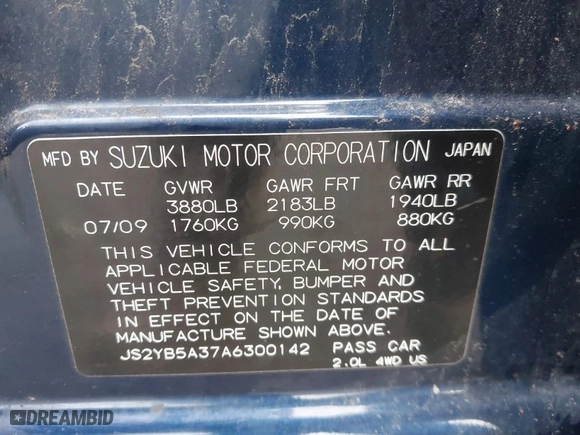 MFD BY SUZUKI MOTOR CORPORATION JAPAN
DATE GVWR GAWR FRT GAWR RR
3880LB 2183LB 1940LB
07/09 1760KG 990KG 880KG
THIS VEHICLE CONFORMS TO ALL
APPLICABLE FEDERAL MOTOR
VEHICLE SAFETY, BUMPER AND
THEFT PREVENTION STANDARDS
IN EFFECT ON THE DATE OF
MANUFACTURE SHOWN ABOVE.
JS2YB5A37A6300142 PASS CAR
2.0L 4WD US
DREAMBID